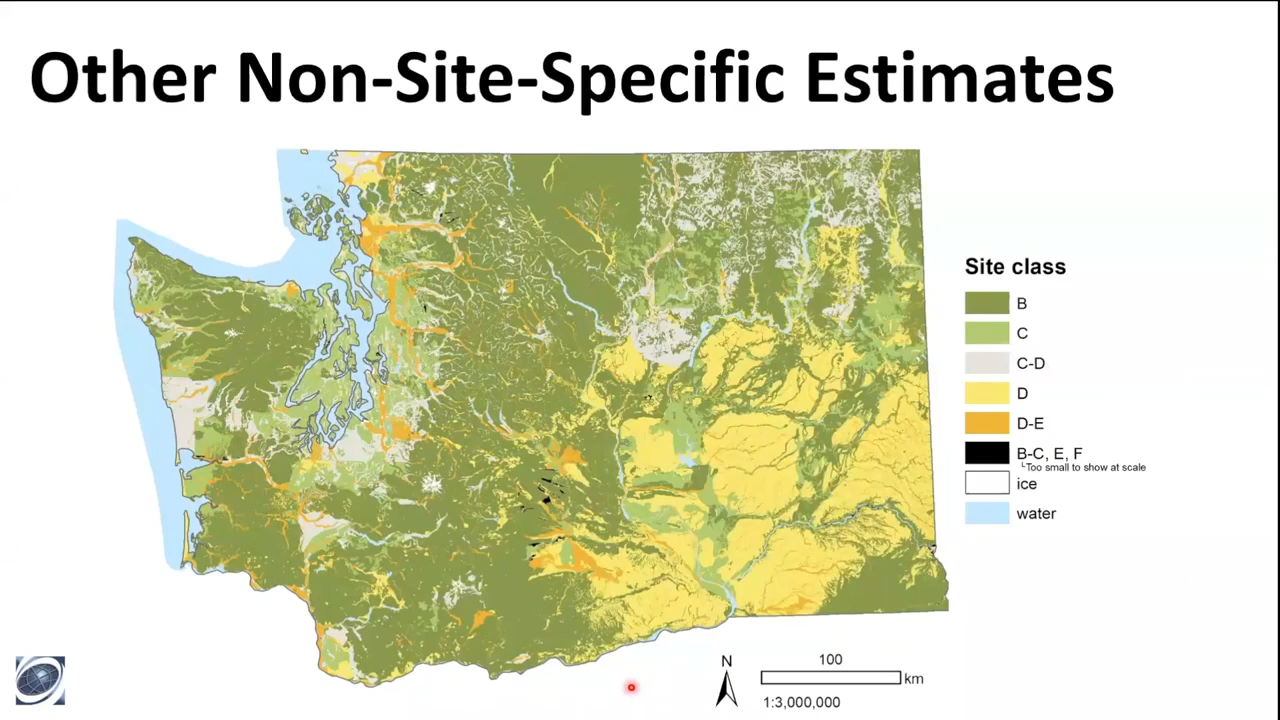 Other Non-Site-Specific Estimates
Site class
B
C
C-D
D
D-E
B-C, E, F
└Too small to show at scale
ice
water
N
100
km
1:3,000,000